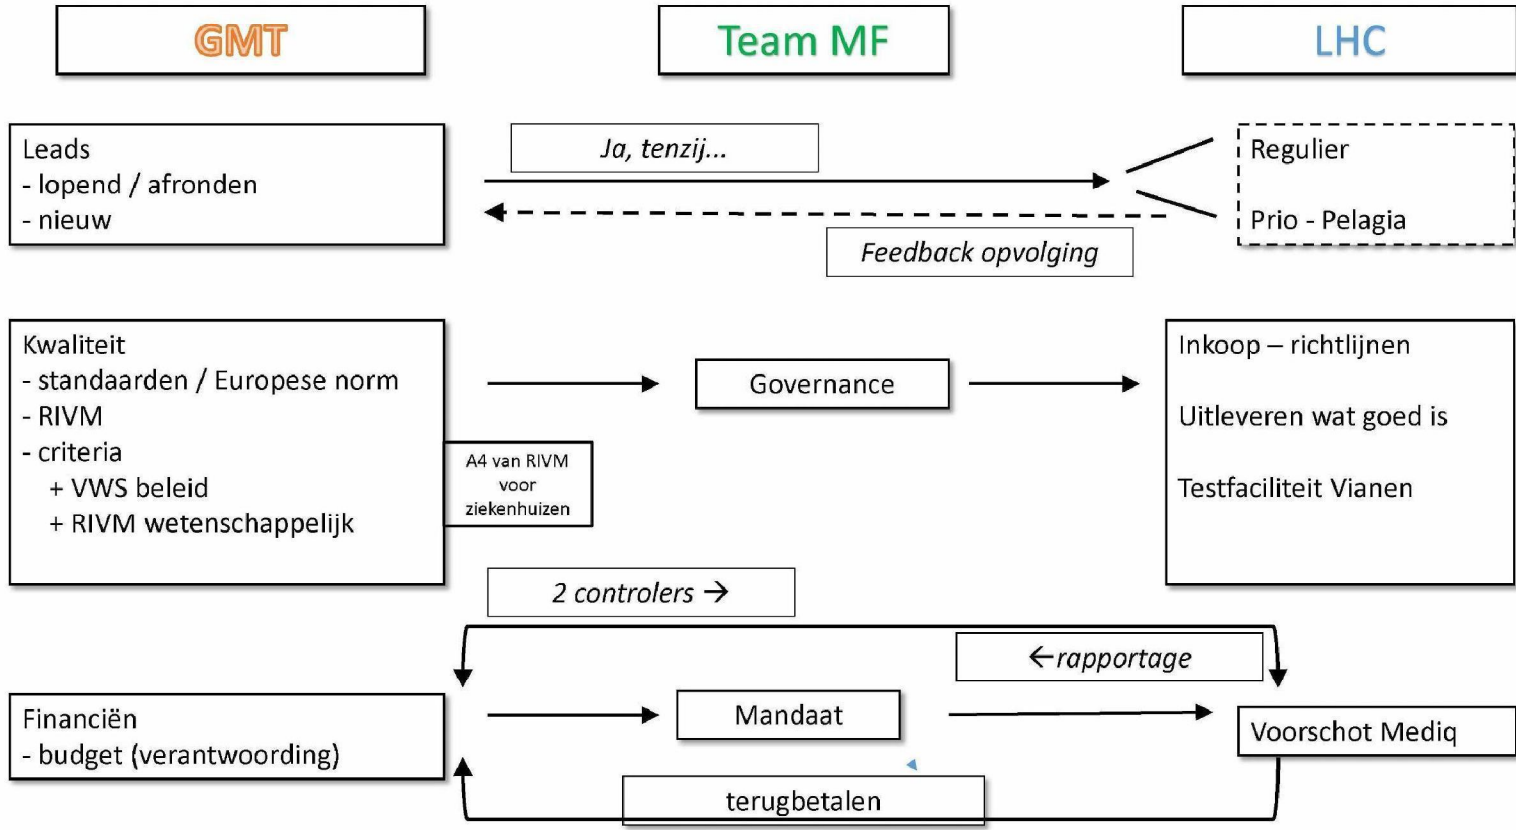 GMT
Team MF
LHC
Leads
- lopend / afronden
- nieuw
Ja, tenzij...
Feedback opvolging
Regulier
Prio - Pelagia
Kwaliteit
- standaarden / Europese norm
- RIVM
- criteria
+ VWS beleid
+ RIVM wetenschappelijk
A4 van RIVM
voor
ziekenhuizen
Governance
Inkoop – richtlijnen
Uitleveren wat goed is
Testfaciliteit Vianen
2 controlers →
←rapportage
Financiën
- budget (verantwoording)
Mandaat
Voorschot Mediq
terugbetalen